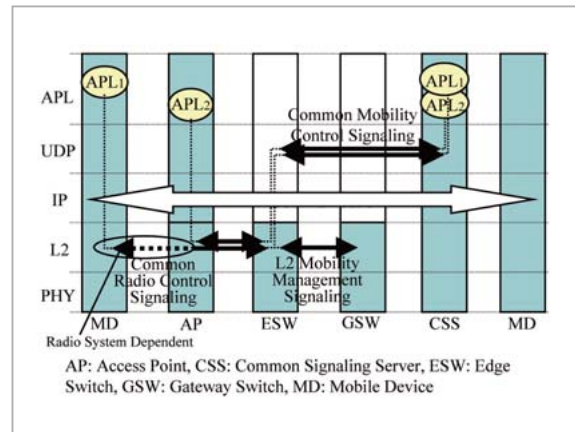 APL1
APL1
APL
APL2
APL2
Common Mobility
Control Signaling
UDP
IP
L2
Common
Radio Control
Signaling
L2 Mobility
Management
Signaling
PHY
MD
AP
ESW
GSW
CSS
MD
Radio System Dependent
AP: Access Point, CSS: Common Signaling Server, ESW: Edge
Switch, GSW: Gateway Switch, MD: Mobile Device